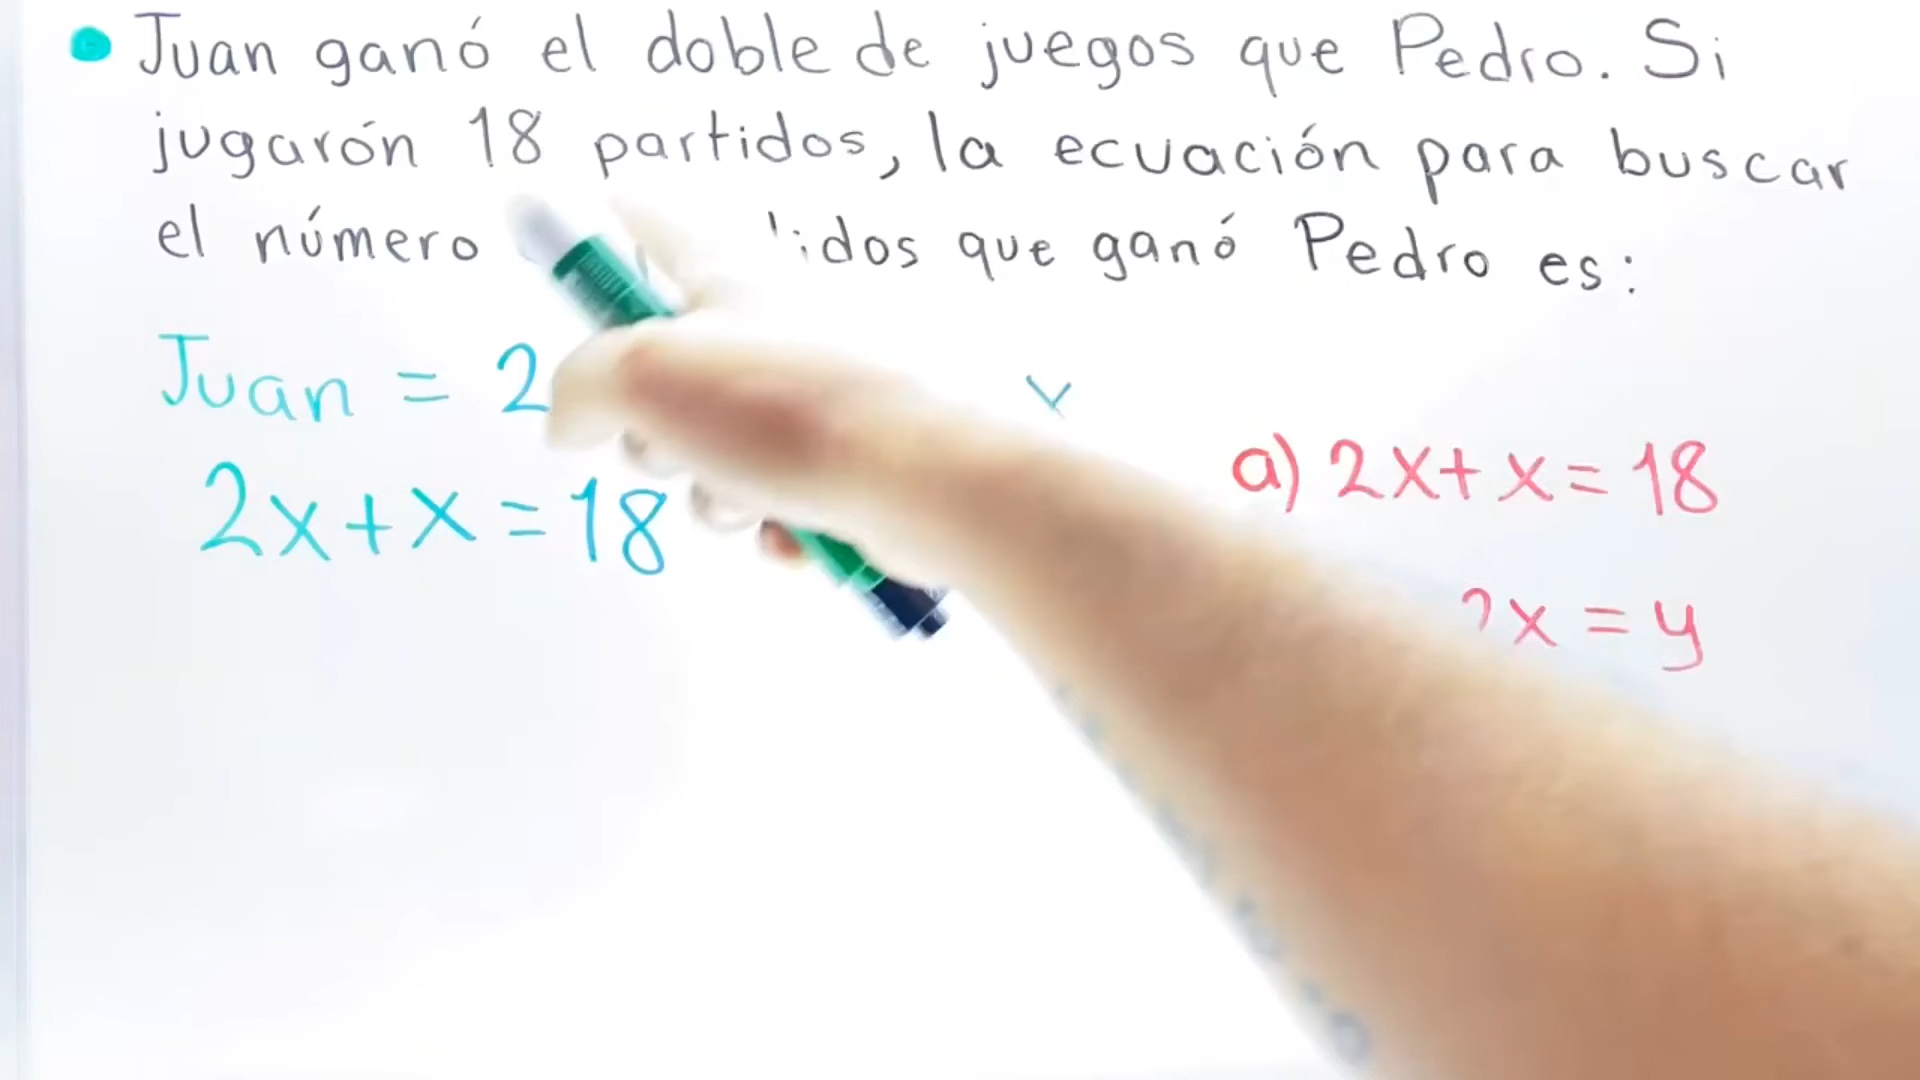 Juan ganó el doble de juegos que Pedro. Si
jugarón 18 partidos, la ecuación para buscar
el número que ganó Pedro es:
Juan = 2
2x+x=18
a) 2x+x=18
x = y